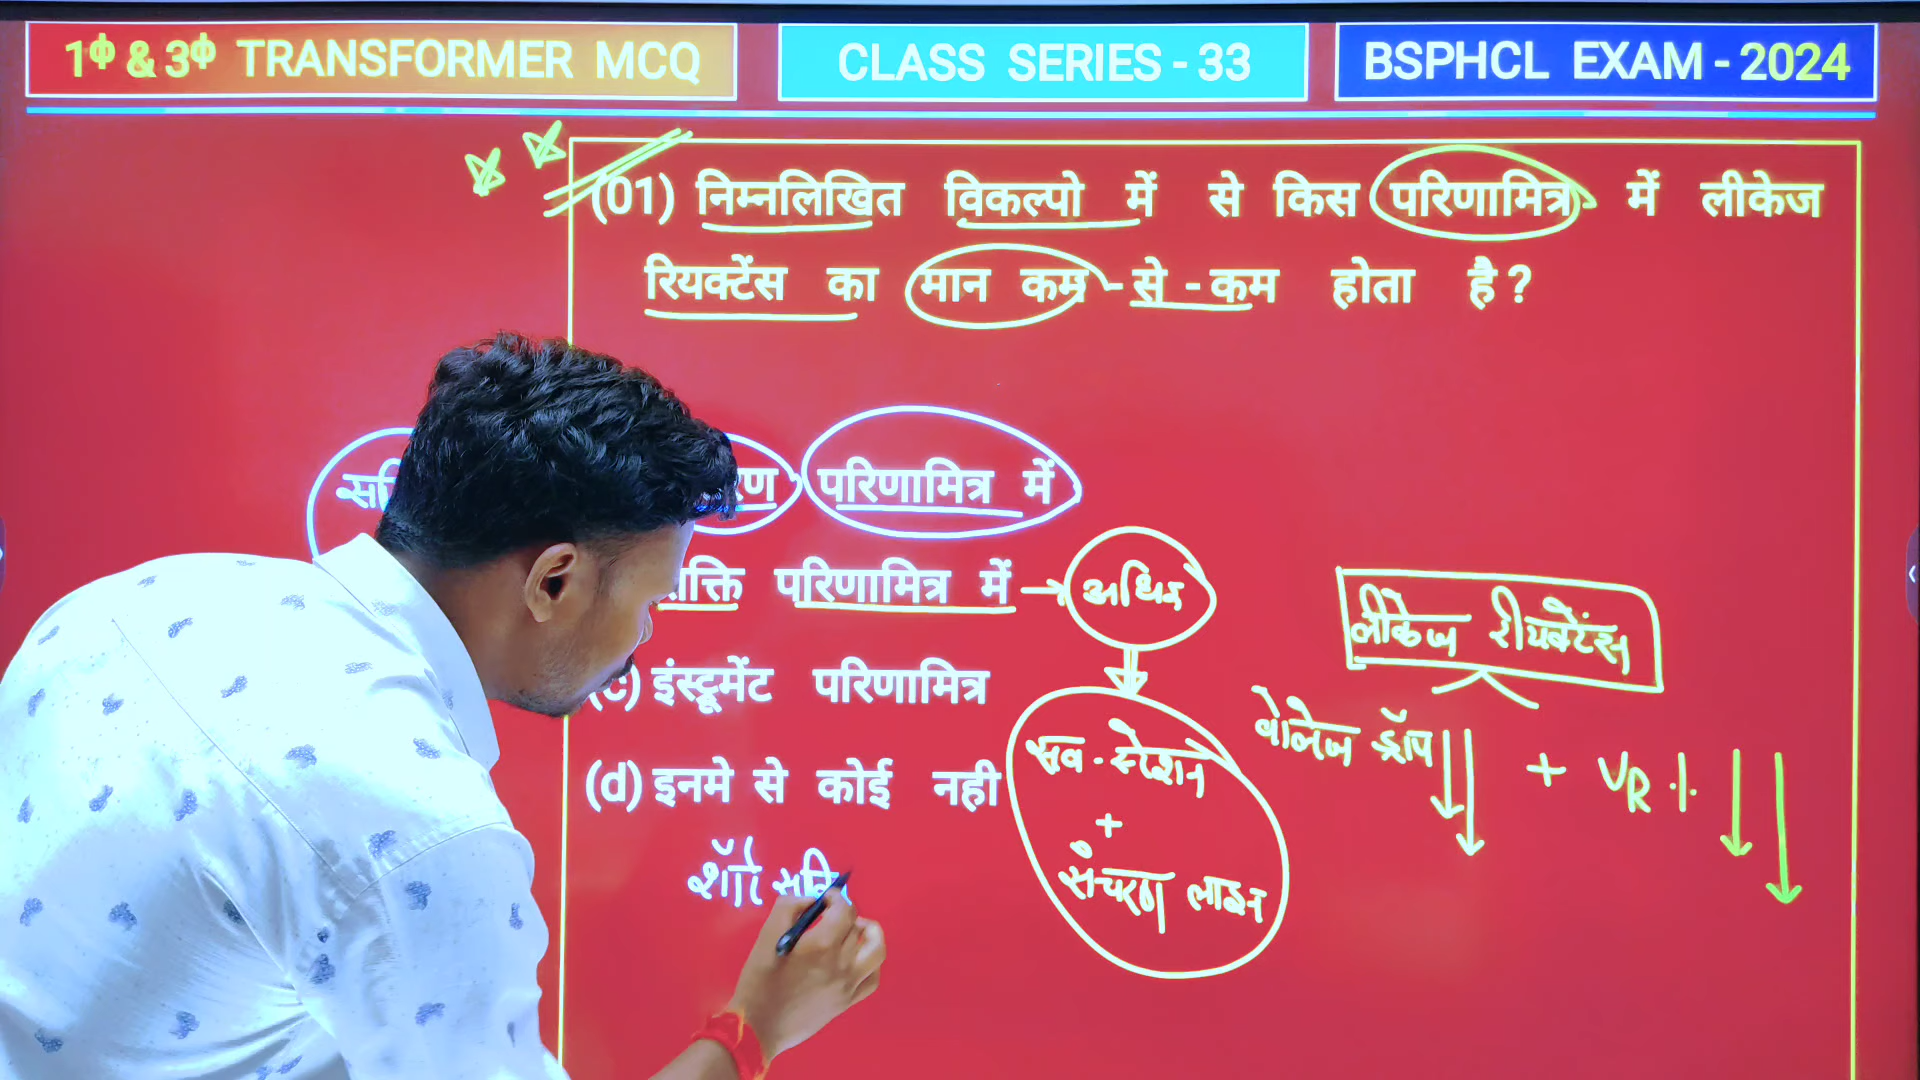 1ϕ & 3ϕ TRANSFORMER MCQ
CLASS SERIES - 33
BSPHCL EXAM - 2024
(01) निम्नलिखित विकल्पो में से किस परिणामित्र में लीकेज
रियक्टेंस का मान कम - से - कम होता है ?
परिणामित्र में
परिणामित्र में → अधिक
(c) इंस्ट्रूमेंट परिणामित्र
(d) इनमे से कोई नही
लीकेज रीयक्टेंस
वोल्टेज ड्रॉप + VR %
सव - स्टेशन
+
संचरण लाइन
शॉर्ट